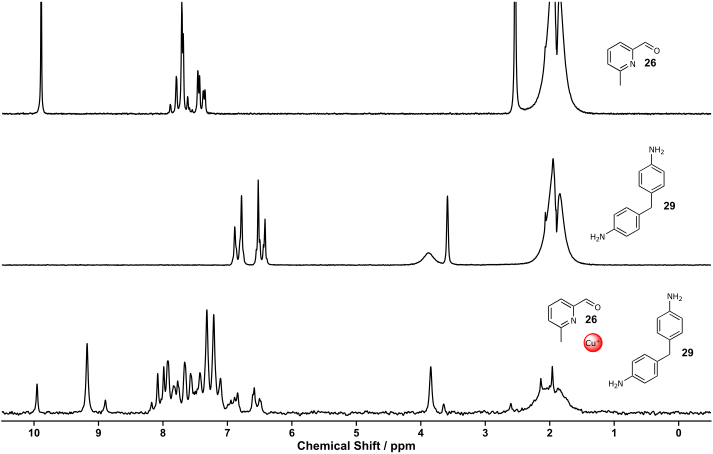 O
N
26
NH2
29
H2N
O
N
26
Cu+
NH2
29
H2N
10 9 8 7 6 5 4 3 2 1 0
Chemical Shift / ppm